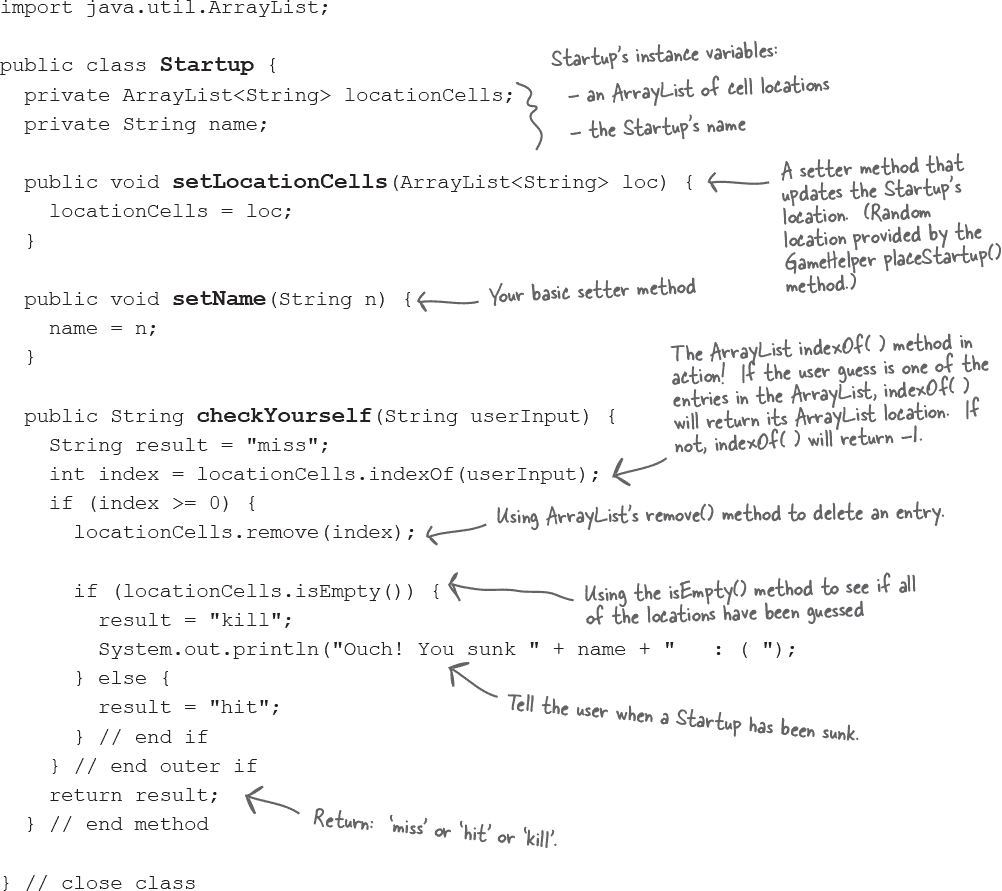 import java.util.ArrayList;
public class Startup {
private ArrayList<String> locationCells;
private String name;
Startup's instance variables:
– an ArrayList of cell locations
– the Startup's name
public void setLocationCells(ArrayList<String> loc) {
locationCells = loc;
}
A setter method that
updates the Startup's
location. (Random
location provided by the
GameHelper placeStartup()
method.)
public void setName(String n) {
name = n;
}
Your basic setter method
public String checkYourself(String userInput) {
String result = "miss";
int index = locationCells.indexOf(userInput);
The ArrayList indexOf( ) method in
action! If the user guess is one of the
entries in the ArrayList, indexOf( )
will return its ArrayList location. If
not, indexOf( ) will return –1.
if (index >= 0) {
locationCells.remove(index);
Using ArrayList's remove() method to delete an entry.
if (locationCells.isEmpty()) {
Using the isEmpty() method to see if all
of the locations have been guessed
result = "kill";
System.out.println("Ouch! You sunk " + name + "   : ( ");
} else {
Tell the user when a Startup has been sunk.
result = "hit";
} // end if
} // end outer if
return result;
Return: 'miss' or 'hit' or 'kill'.
} // end method
} // close class